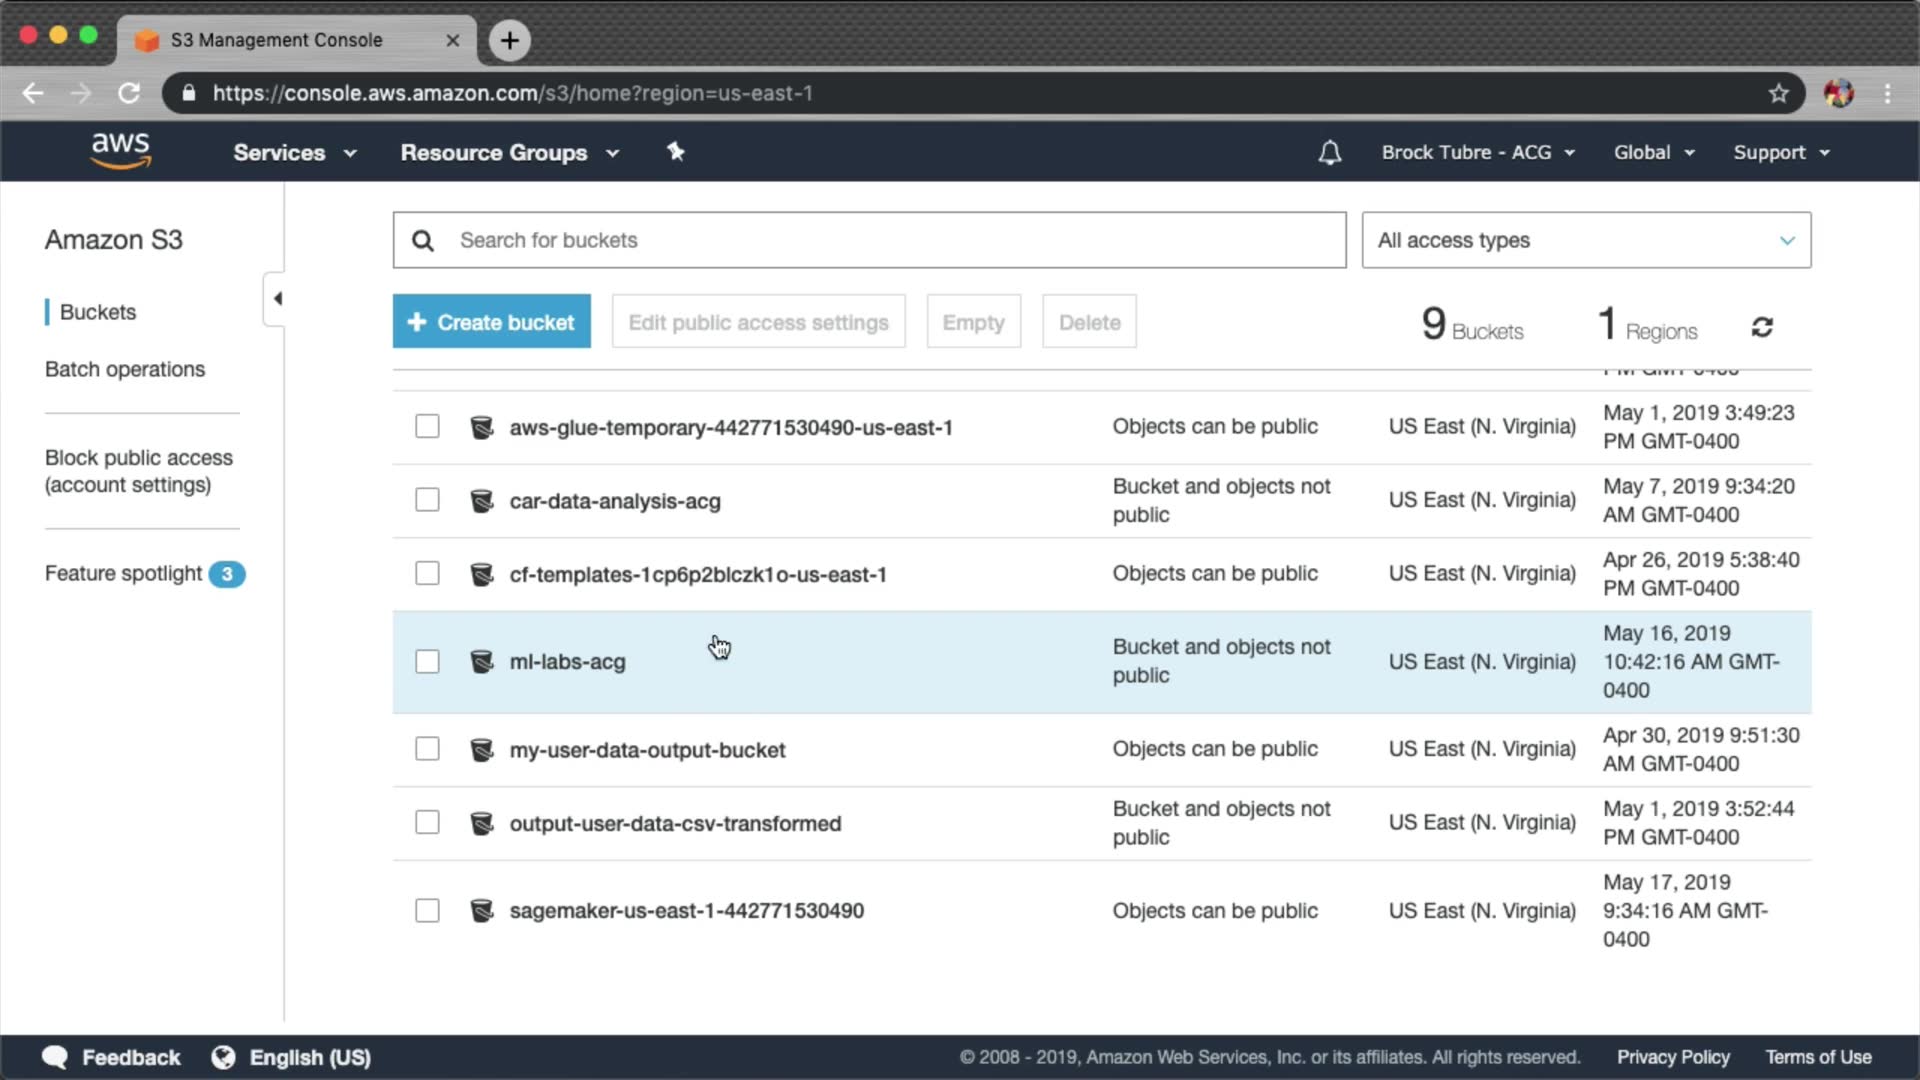 S3 Management Console
https://console.aws.amazon.com/s3/home?region=us-east-1
aws
Services
Resource Groups
Brock Tubre - ACG
Global
Support
Amazon S3
Buckets
Batch operations
Block public access
(account settings)
Feature spotlight 3
Search for buckets
All access types
+ Create bucket
Edit public access settings
Empty
Delete
9 Buckets
1 Regions
PM GMT-0400
aws-glue-temporary-442771530490-us-east-1
Objects can be public
US East (N. Virginia)
May 1, 2019 3:49:23
PM GMT-0400
car-data-analysis-acg
Bucket and objects not
public
US East (N. Virginia)
May 7, 2019 9:34:20
AM GMT-0400
cf-templates-1cp6p2blczk1o-us-east-1
Objects can be public
US East (N. Virginia)
Apr 26, 2019 5:38:40
PM GMT-0400
ml-labs-acg
Bucket and objects not
public
US East (N. Virginia)
May 16, 2019
10:42:16 AM GMT-
0400
my-user-data-output-bucket
Objects can be public
US East (N. Virginia)
Apr 30, 2019 9:51:30
AM GMT-0400
output-user-data-csv-transformed
Bucket and objects not
public
US East (N. Virginia)
May 1, 2019 3:52:44
PM GMT-0400
sagemaker-us-east-1-442771530490
Objects can be public
US East (N. Virginia)
May 17, 2019
9:34:16 AM GMT-
0400
Feedback
English (US)
© 2008 - 2019, Amazon Web Services, Inc. or its affiliates. All rights reserved.
Privacy Policy
Terms of Use